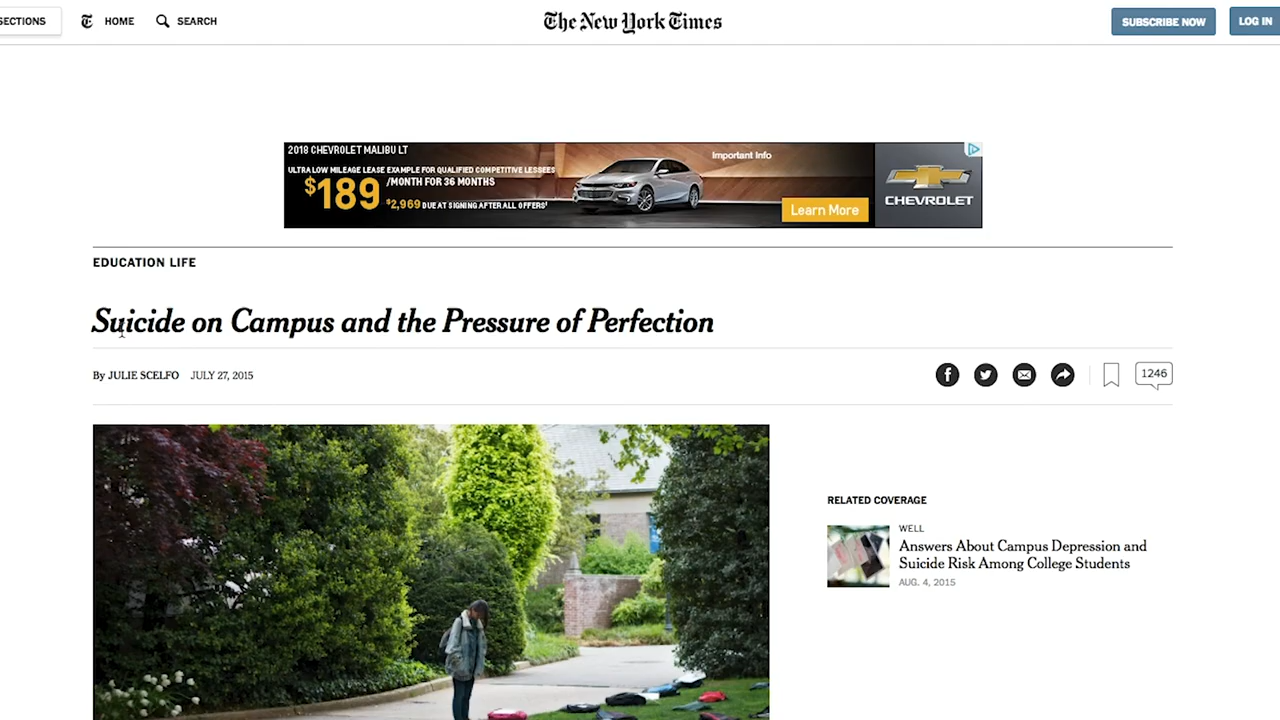 SECTIONS
HOME
SEARCH
The New York Times
SUBSCRIBE NOW
LOG IN
2018 CHEVROLET MALIBU LT
ULTRA LOW MILEAGE LEASE EXAMPLE FOR QUALIFIED COMPETITIVE LESSEES
$189 /MONTH FOR 36 MONTHS
$2,969 DUE AT SIGNING AFTER ALL OFFERS¹
Important Info
Learn More
CHEVROLET
EDUCATION LIFE
Suicide on Campus and the Pressure of Perfection
By JULIE SCELFO JULY 27, 2015
1246
RELATED COVERAGE
WELL
Answers About Campus Depression and
Suicide Risk Among College Students
AUG. 4, 2015